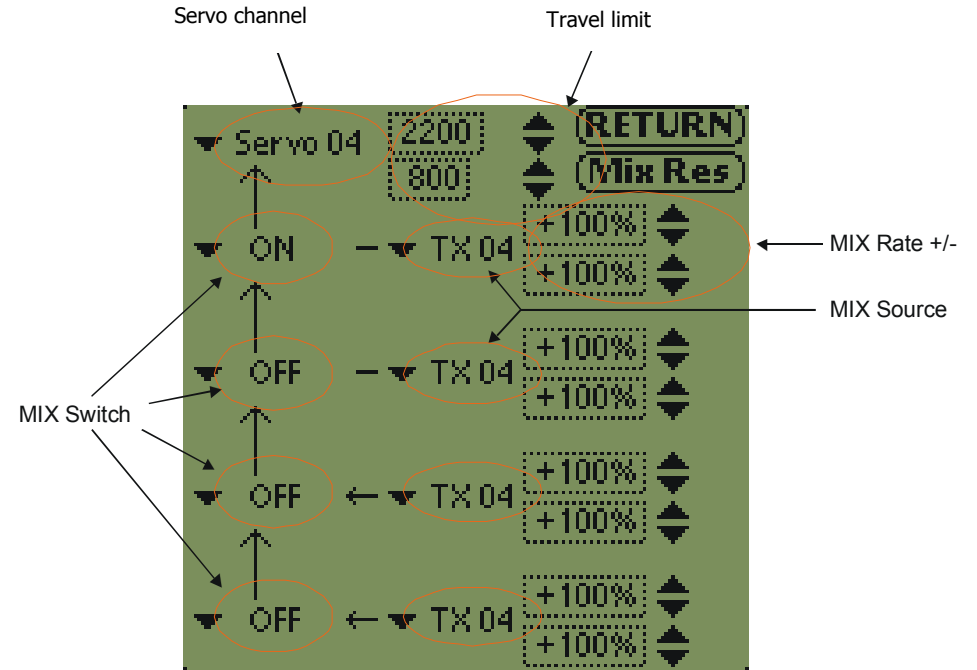 Servo channel Travel limit
Servo 04 2200 RETURN
800 Mix Res
ON – TX 04 +100%
+100% MIX Rate +/-
MIX Source
OFF – TX 04 +100%
+100%
MIX Switch
OFF ← TX 04 +100%
+100%
OFF ← TX 04 +100%
+100%